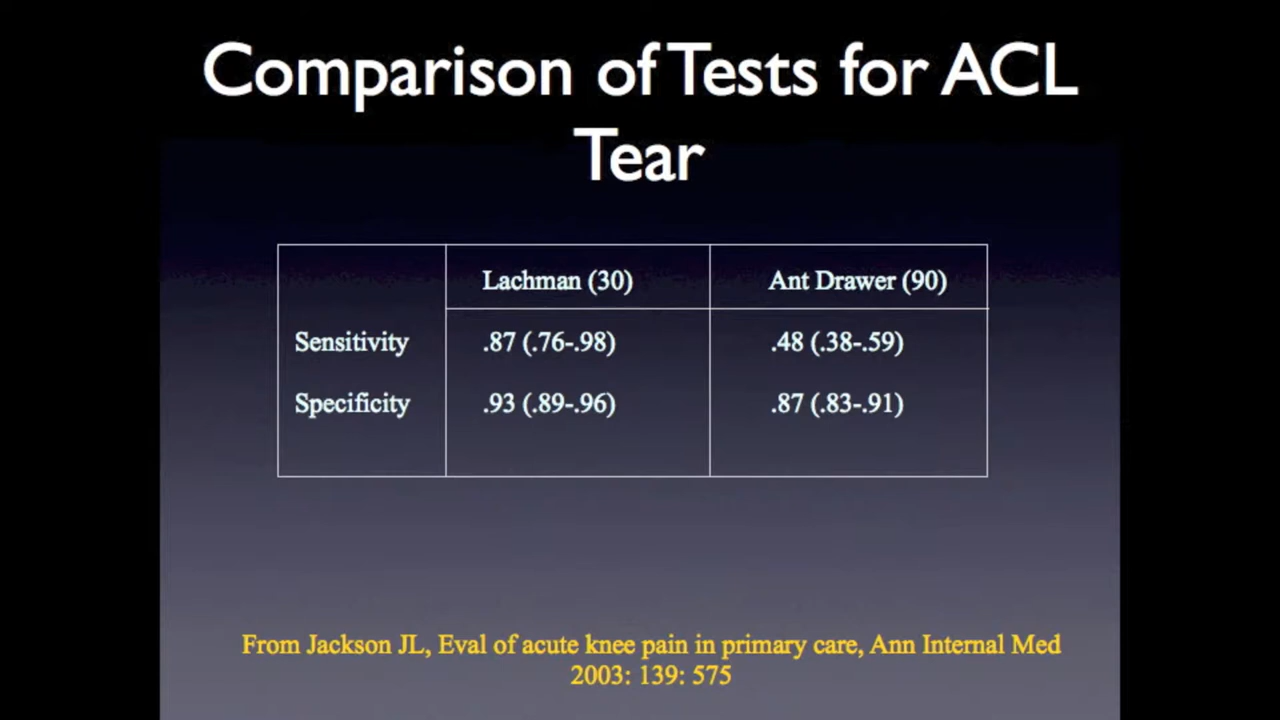 Comparison of Tests for ACL
Tear
Lachman (30) Ant Drawer (90)
Sensitivity .87 (.76-.98) .48 (.38-.59)
Specificity .93 (.89-.96) .87 (.83-.91)
From Jackson JL, Eval of acute knee pain in primary care, Ann Internal Med
2003: 139: 575